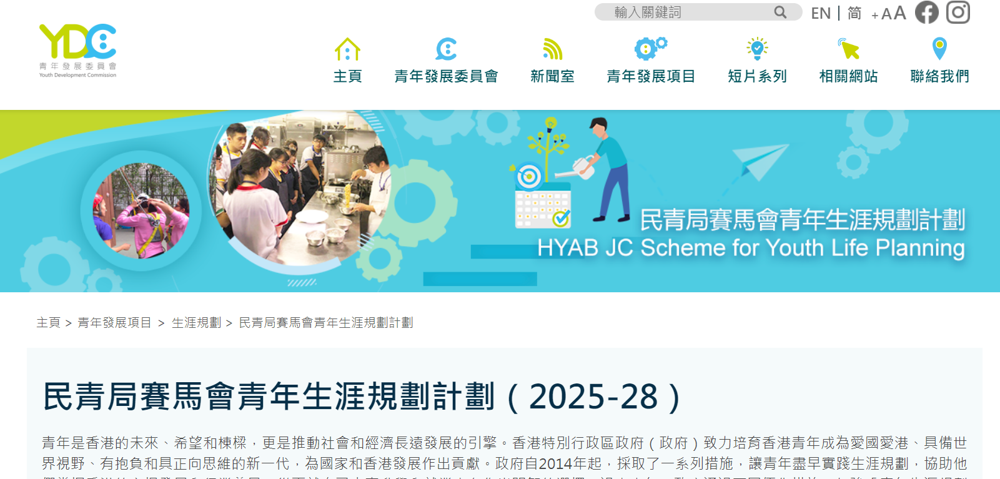 輸入關鍵詞
EN
简
+AA
YDC
青年發展委員會
Youth Development Commission
主頁
青年發展委員會
新聞室
青年發展項目
短片系列
相關網站
聯絡我們
民青局賽馬會青年生涯規劃計劃
HYAB JC Scheme for Youth Life Planning
主頁 > 青年發展項目 > 生涯規劃 > 民青局賽馬會青年生涯規劃計劃
民青局賽馬會青年生涯規劃計劃（2025-28）
青年是香港的未來、希望和棟樑，更是推動社會和經濟長遠發展的引擎。香港特別行政區政府（政府）致力培育香港青年成為愛國愛港、具備世
界視野、有抱負和具正向思維的新一代，為國家和香港發展作出貢獻。政府自2014年起，採取了一系列措施，讓青年盡早實踐生涯規劃，協助他